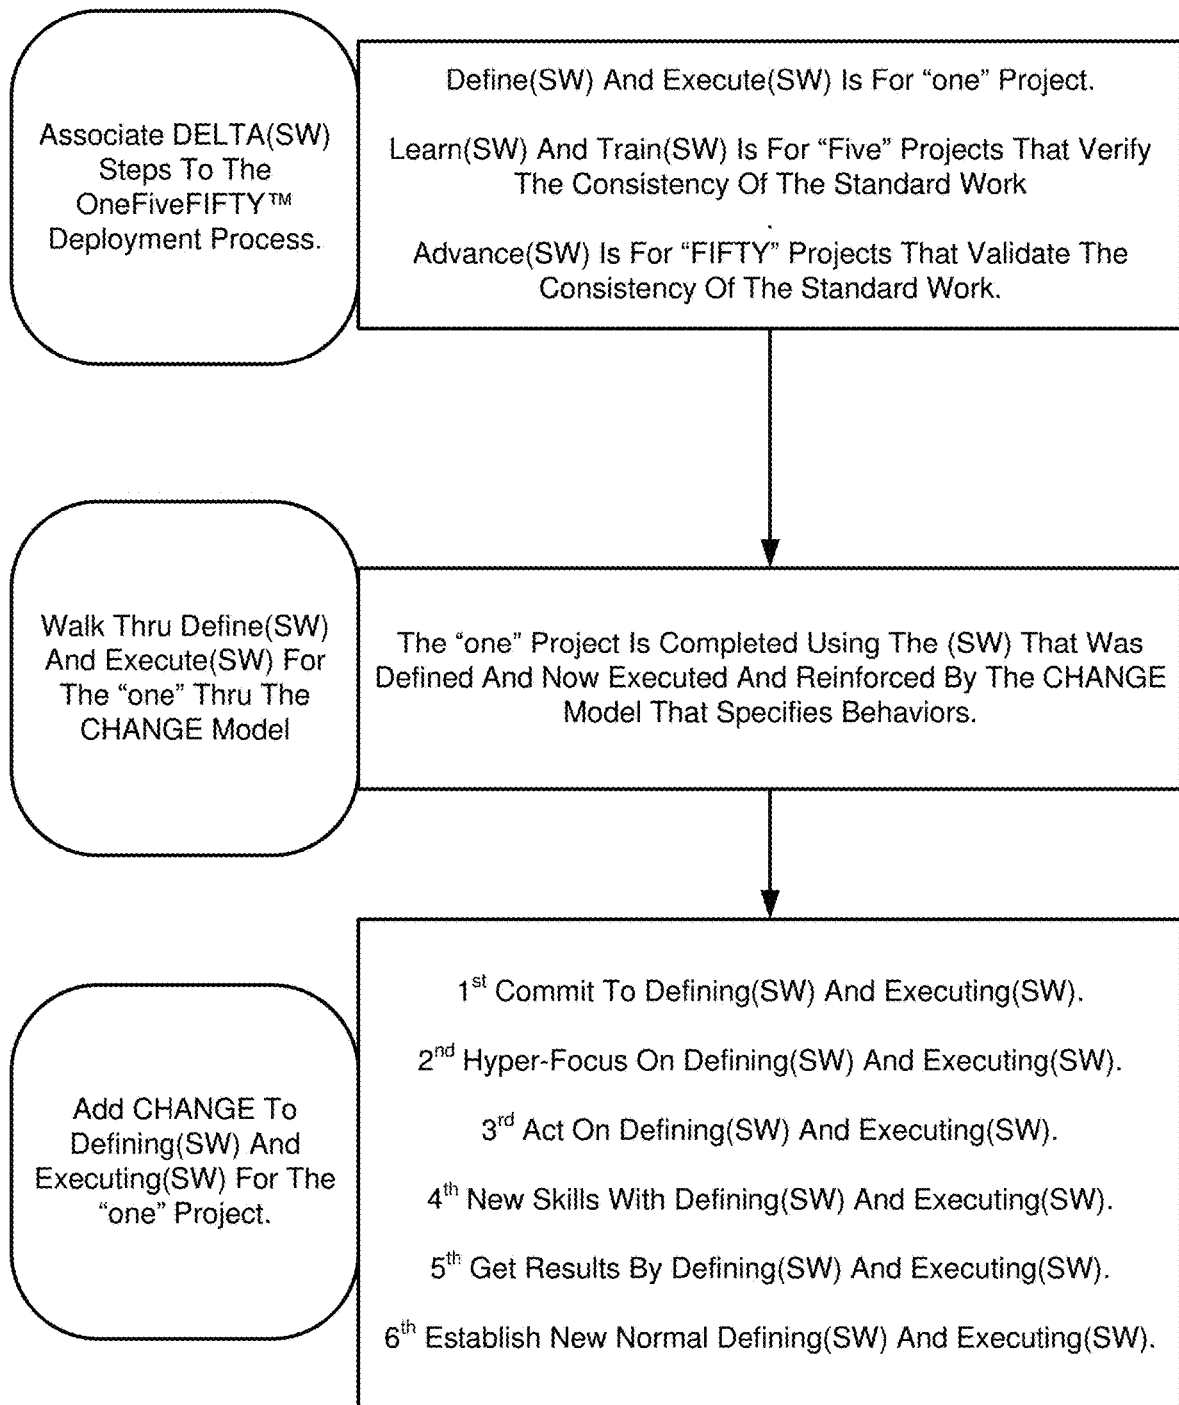 Associate DELTA(SW)
Steps To The
OneFiveFIFTY™
Deployment Process.
Define(SW) And Execute(SW) Is For “one” Project.
Learn(SW) And Train(SW) Is For “Five” Projects That Verify
The Consistency Of The Standard Work
Advance(SW) Is For “FIFTY” Projects That Validate The
Consistency Of The Standard Work.
Walk Thru Define(SW)
And Execute(SW) For
The “one” Thru The
CHANGE Model
The “one” Project Is Completed Using The (SW) That Was
Defined And Now Executed And Reinforced By The CHANGE
Model That Specifies Behaviors.
Add CHANGE To
Defining(SW) And
Executing(SW) For The
“one” Project.
1st Commit To Defining(SW) And Executing(SW).
2nd Hyper-Focus On Defining(SW) And Executing(SW).
3rd Act On Defining(SW) And Executing(SW).
4th New Skills With Defining(SW) And Executing(SW).
5th Get Results By Defining(SW) And Executing(SW).
6th Establish New Normal Defining(SW) And Executing(SW).